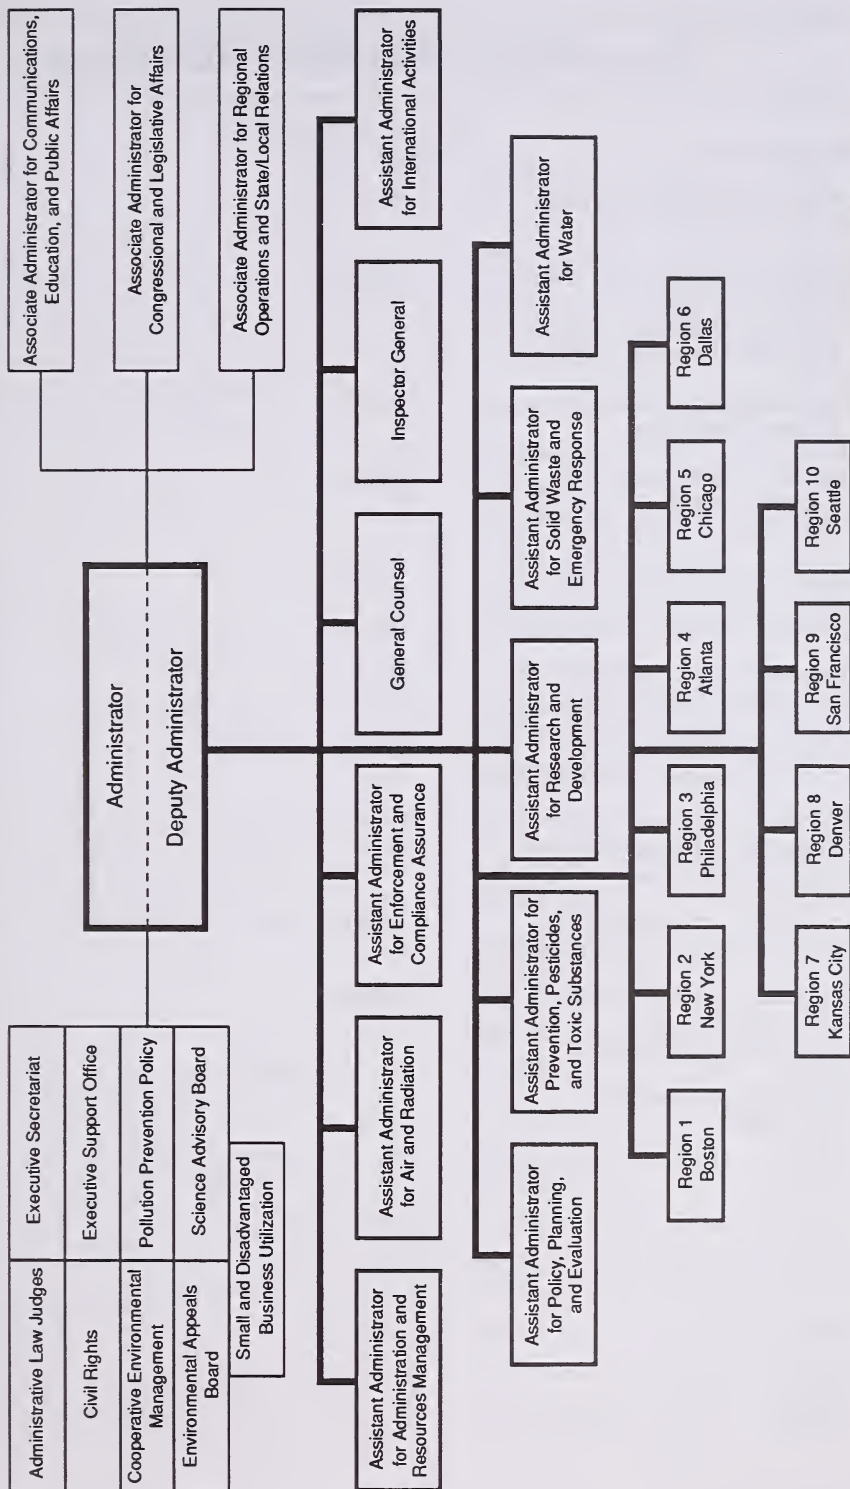 Administrative Law Judges
Executive Secretariat
Civil Rights
Executive Support Office
Cooperative Environmental
Management
Pollution Prevention Policy
Environmental Appeals
Board
Science Advisory Board
Small and Disadvantaged
Business Utilization
Administrator
Deputy Administrator
Associate Administrator for Communications,
Education, and Public Affairs
Associate Administrator for
Congressional and Legislative Affairs
Associate Administrator for Regional
Operations and State/Local Relations
Assistant Administrator
for Administration and
Resources Management
Assistant Administrator
for Air and Radiation
Assistant Administrator
for Enforcement and
Compliance Assurance
General Counsel
Inspector General
Assistant Administrator
for International Activities
Assistant Administrator
for Policy, Planning,
and Evaluation
Assistant Administrator for
Prevention, Pesticides,
and Toxic Substances
Assistant Administrator
for Research and
Development
Assistant Administrator
for Solid Waste and
Emergency Response
Assistant Administrator
for Water
Region 1
Boston
Region 2
New York
Region 3
Philadelphia
Region 4
Atlanta
Region 5
Chicago
Region 6
Dallas
Region 7
Kansas City
Region 8
Denver
Region 9
San Francisco
Region 10
Seattle